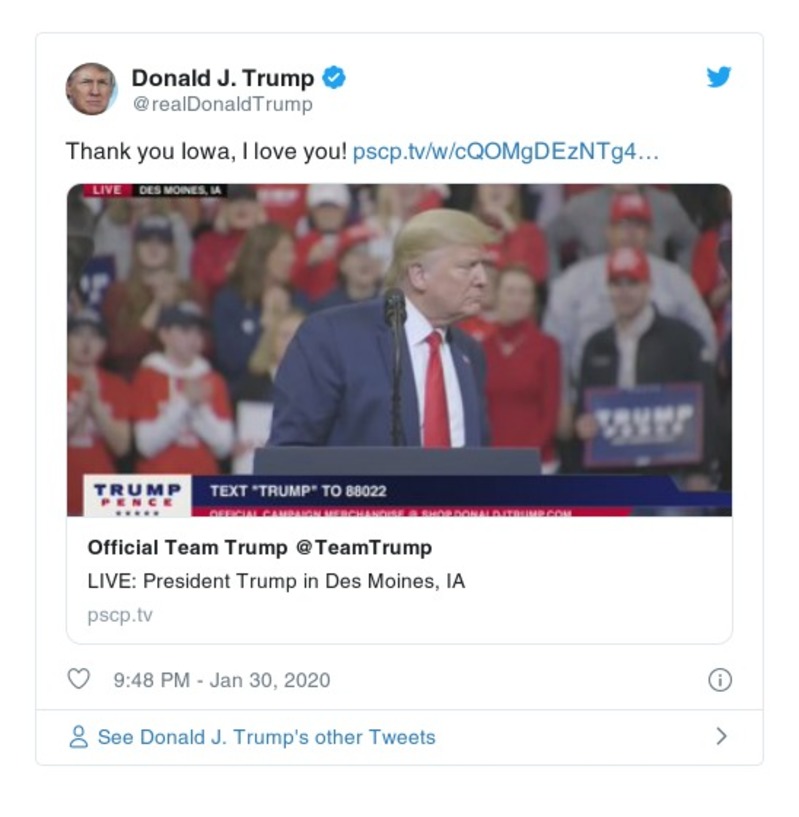 Donald J. Trump
@realDonaldTrump
Thank you Iowa, I love you! pscp.tv/w/cQOMgDEzNTg4…
LIVE DES MOINES, IA
TRUMP
TRUMP
PENCE
TEXT "TRUMP" TO 88022
OFFICIAL CAMPAIGN MERCHANDISE @ SHOP.DONALDJTRUMP.COM
Official Team Trump @TeamTrump
LIVE: President Trump in Des Moines, IA
pscp.tv
9:48 PM - Jan 30, 2020
See Donald J. Trump's other Tweets